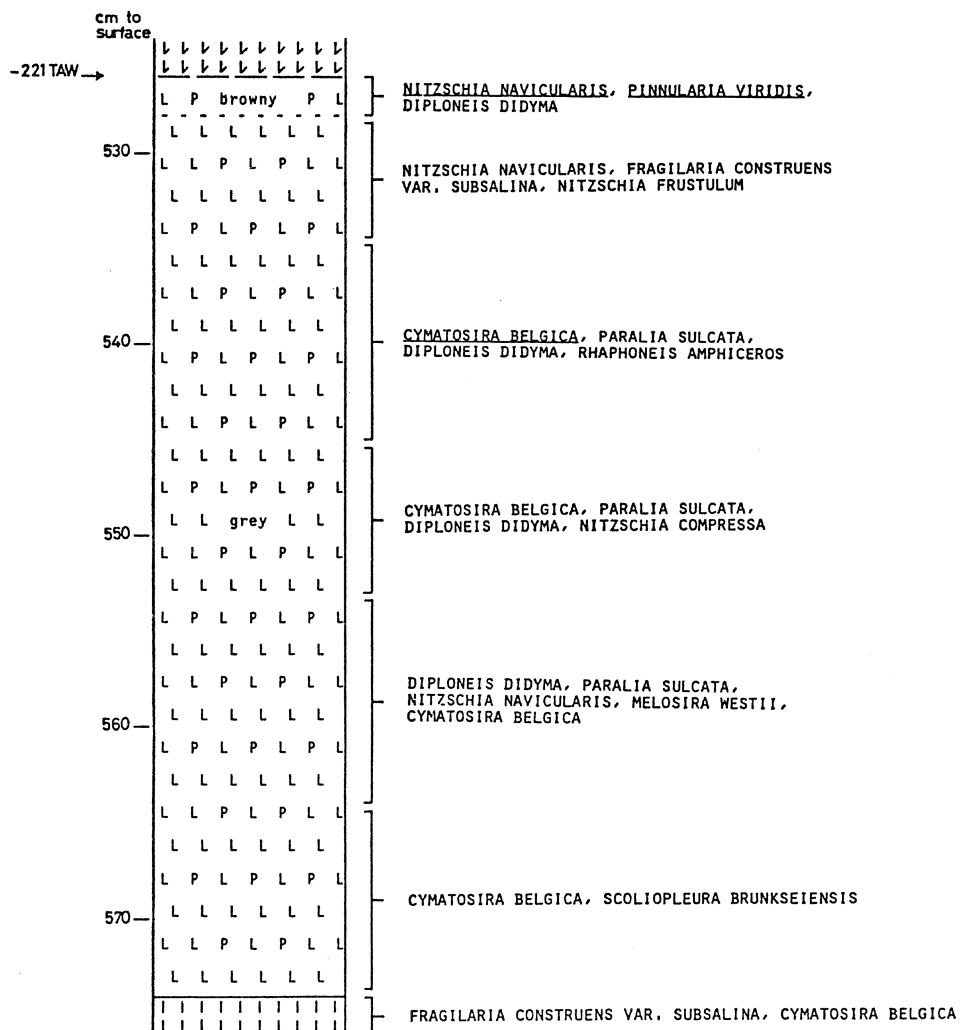 cm to
surface
-221 TAW
L P browny P L
NITZSCHIA NAVICULARIS, PINNULARIA VIRIDIS,
DIPLONEIS DIDYMA
L L L L L L
530
L L P L P L L
NITZSCHIA NAVICULARIS, FRAGILARIA CONSTRUENS
VAR. SUBSALINA, NITZSCHIA FRUSTULUM
L L L L L L
L P L P L P L
L L L L L L
L L P L P L L
L L L L L L
540
CYMATOSIRA BELGICA, PARALIA SULCATA,
DIPLONEIS DIDYMA, RHAPHONEIS AMPHICEROS
L P L P L P L
L L L L L L
L L P L P L L
L L L L L L
L P L P L P L
CYMATOSIRA BELGICA, PARALIA SULCATA,
DIPLONEIS DIDYMA, NITZSCHIA COMPRESSA
L L grey L L
550
L L P L P L L
L L L L L L
L P L P L P L
L L L L L L
L L P L P L L
DIPLONEIS DIDYMA, PARALIA SULCATA,
NITZSCHIA NAVICULARIS, MELOSIRA WESTII,
CYMATOSIRA BELGICA
L L L L L L
560
L P L P L P L
L L L L L L
L L P L P L L
L L L L L L
L P L P L P L
CYMATOSIRA BELGICA, SCOLIOPLEURA BRUNKSEIENSIS
L L L L L L
570
L L P L P L L
L L L L L L
FRAGILARIA CONSTRUENS VAR. SUBSALINA, CYMATOSIRA BELGICA